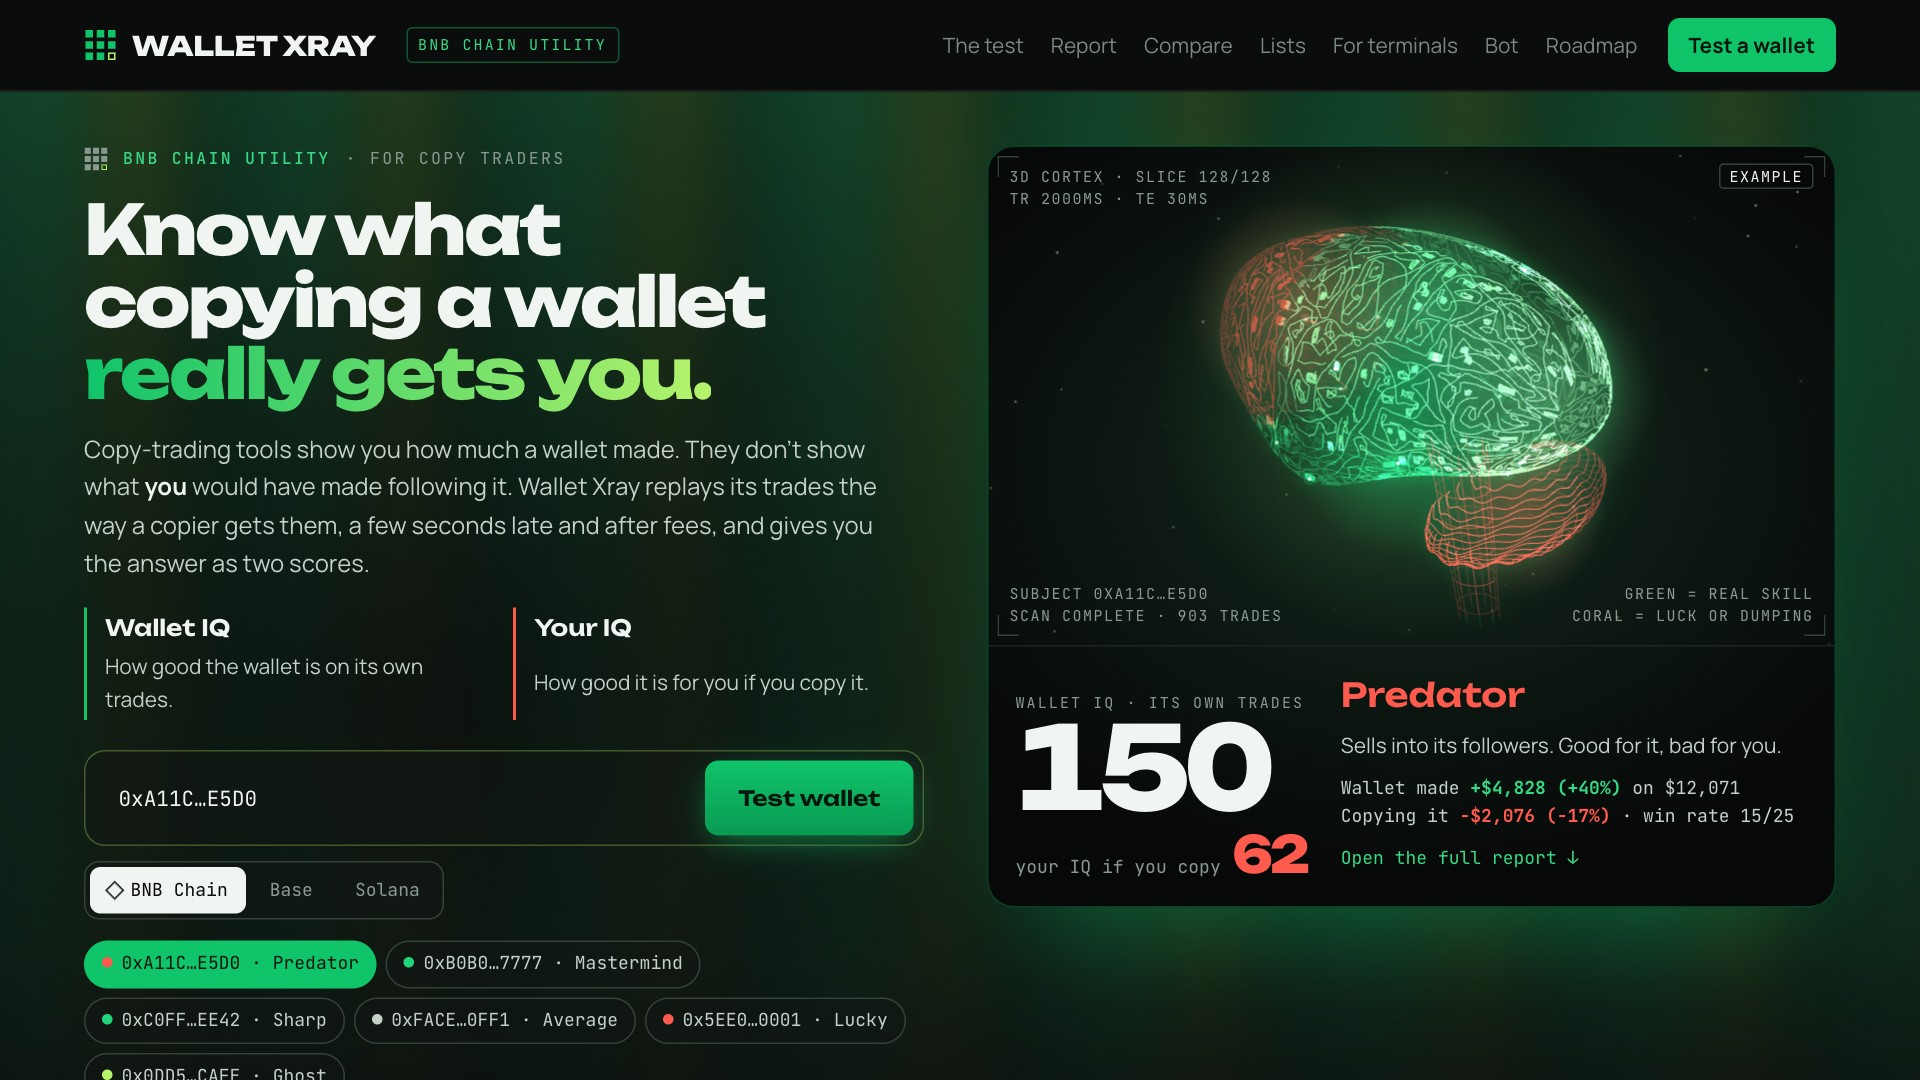 WALLET XRAY
BNB CHAIN UTILITY
The test
Report
Compare
Lists
For terminals
Bot
Roadmap
Test a wallet
BNB CHAIN UTILITY · FOR COPY TRADERS
Know what
copying a wallet
really gets you.
Copy-trading tools show you how much a wallet made. They don't show
what you would have made following it. Wallet Xray replays its trades the
way a copier gets them, a few seconds late and after fees, and gives you
the answer as two scores.
Wallet IQ
How good the wallet is on its own
trades.
Your IQ
How good it is for you if you copy it.
0xA11C…E5D0
Test wallet
BNB Chain
Base
Solana
0xA11C…E5D0 · Predator
0xB0B0…7777 · Mastermind
0xC0FF…EE42 · Sharp
0xFACE…0FF1 · Average
0x5EE0…0001 · Lucky
0x0DD5…CAFE · Ghost
3D CORTEX · SLICE 128/128
TR 2000MS · TE 30MS
EXAMPLE
SUBJECT 0XA11C…E5D0
SCAN COMPLETE · 903 TRADES
GREEN = REAL SKILL
CORAL = LUCK OR DUMPING
WALLET IQ · ITS OWN TRADES
150
your IQ if you copy 62
Predator
Sells into its followers. Good for it, bad for you.
Wallet made +$4,828 (+40%) on $12,071
Copying it -$2,076 (-17%) · win rate 15/25
Open the full report ↓